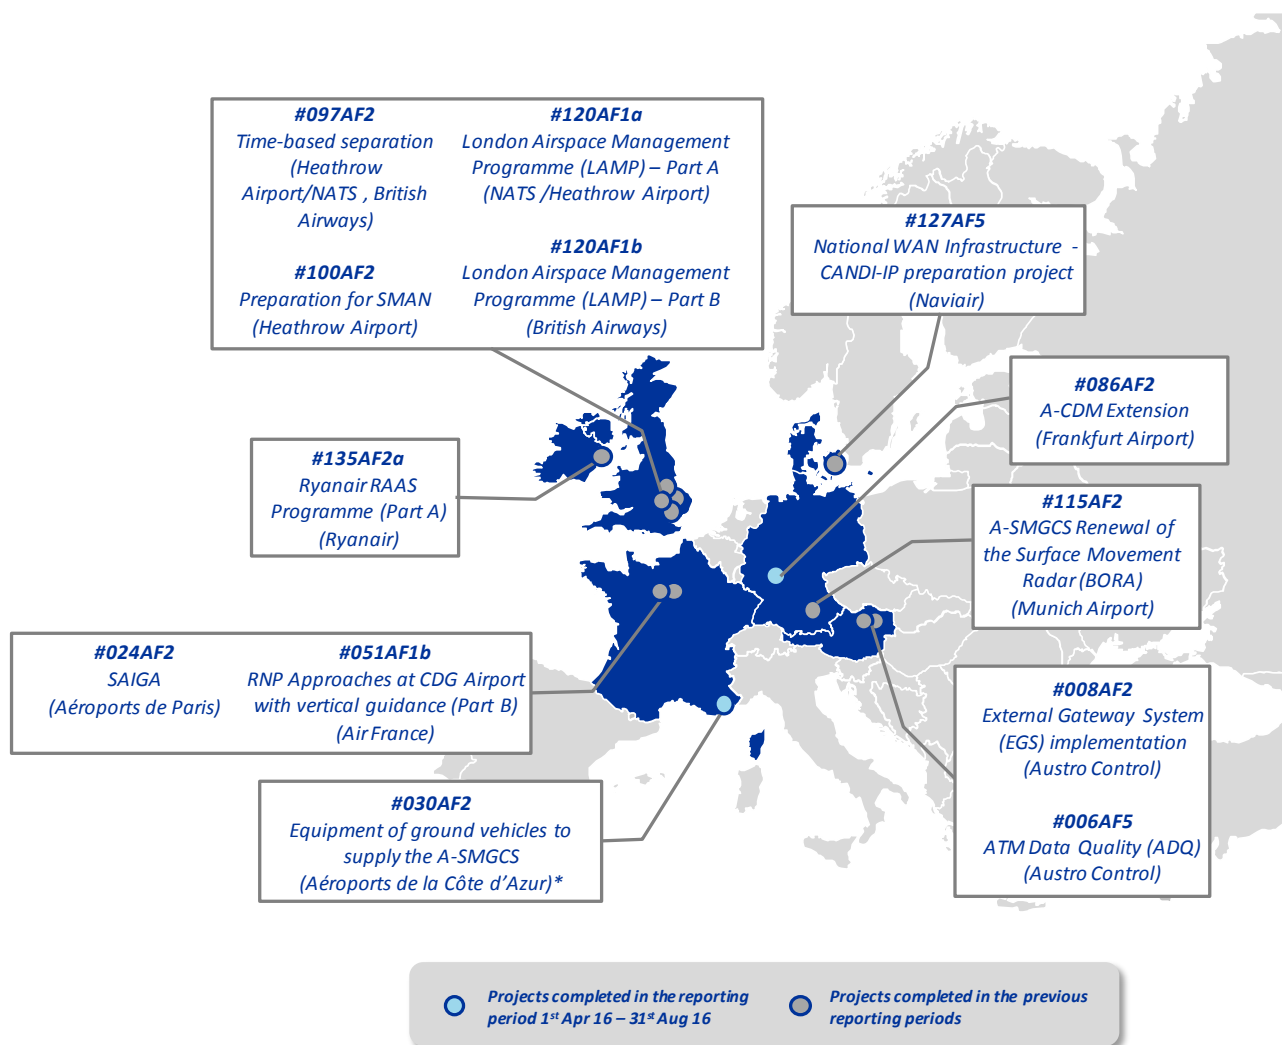 #097AF2
Time-based separation
(Heathrow
Airport/NATS , British
Airways)
#100AF2
Preparation for SMAN
(Heathrow Airport)
#120AF1a
London Airspace Management
Programme (LAMP) – Part A
(NATS /Heathrow Airport)
#120AF1b
London Airspace Management
Programme (LAMP) – Part B
(British Airways)
#127AF5
National WAN Infrastructure -
CANDI-IP preparation project
(Naviair)
#086AF2
A-CDM Extension
(Frankfurt Airport)
#135AF2a
Ryanair RAAS
Programme (Part A)
(Ryanair)
#115AF2
A-SMGCS Renewal of
the Surface Movement
Radar (BORA)
(Munich Airport)
#024AF2
SAIGA
(Aéroports de Paris)
#051AF1b
RNP Approaches at CDG Airport
with vertical guidance (Part B)
(Air France)
#008AF2
External Gateway System
(EGS) implementation
(Austro Control)
#006AF5
ATM Data Quality (ADQ)
(Austro Control)
#030AF2
Equipment of ground vehicles to
supply the A-SMGCS
(Aéroports de la Côte d'Azur)*
Projects completed in the reporting
period 1st Apr 16 – 31st Aug 16
Projects completed in the previous
reporting periods